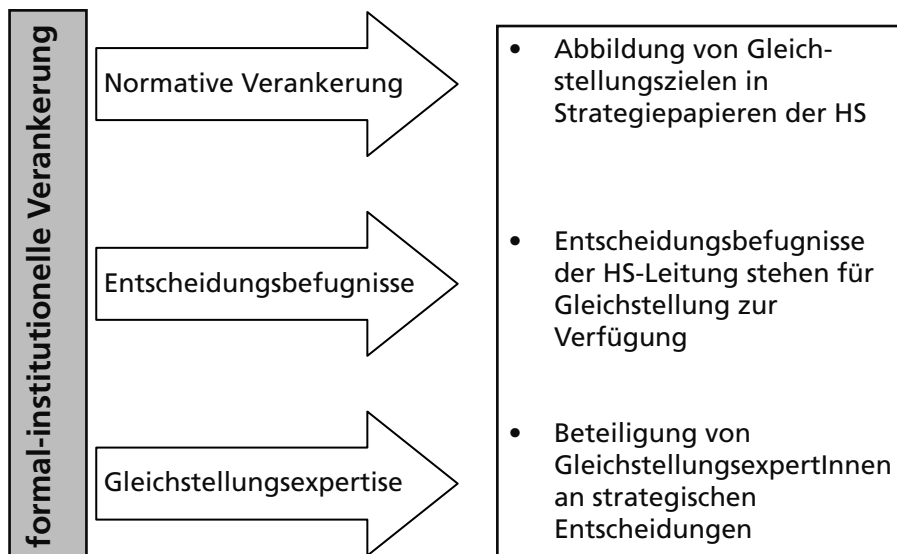 formal-institutionelle Verankerung
Normative Verankerung
• Abbildung von Gleich-
stellungszielen in
Strategiepapieren der HS
Entscheidungsbefugnisse
• Entscheidungsbefugnisse
der HS-Leitung stehen für
Gleichstellung zur
Verfügung
Gleichstellungsexpertise
• Beteiligung von
GleichstellungsexpertInnen
an strategischen
Entscheidungen